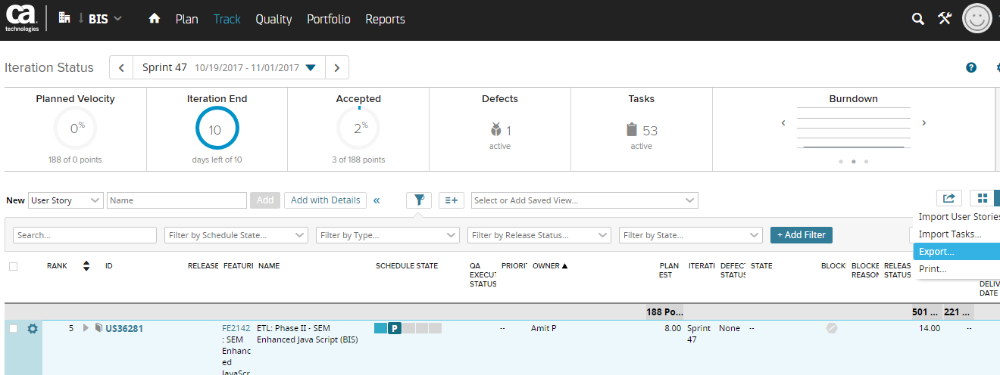 ca
technologies
BIS
Plan
Track
Quality
Portfolio
Reports
Iteration Status
Sprint 47 10/19/2017 - 11/01/2017
?
Planned Velocity
0%
188 of 0 points
Iteration End
10
days left of 10
Accepted
2%
3 of 188 points
Defects
1
active
Tasks
53
active
Burndown
New
User Story
Name
Add
Add with Details
«
Select or Add Saved View...
Import User Stories
Import Tasks...
Export...
Print...
Search...
Filter by Schedule State...
Filter by Type...
Filter by Release Status...
Filter by State...
+ Add Filter
RANK
ID
RELEASE
FEATURI
NAME
SCHEDULE STATE
QA
EXECUT
STATUS
PRIORIT
OWNER
PLAN
EST
ITERATI
DEFECT
STATUS
STATE
BLOCKI
BLOCKE
REASON
RELEAS
STATUS
DELIV
DATE
188 Po...
501 ...
221 ...
5
US36281
FE2142
: SEM
Enhanc
ed
JavaScr
ETL: Phase II - SEM
Enhanced Java Script (BIS)
P
--
Amit P
8.00
Sprint
47
None
--
14.00
--